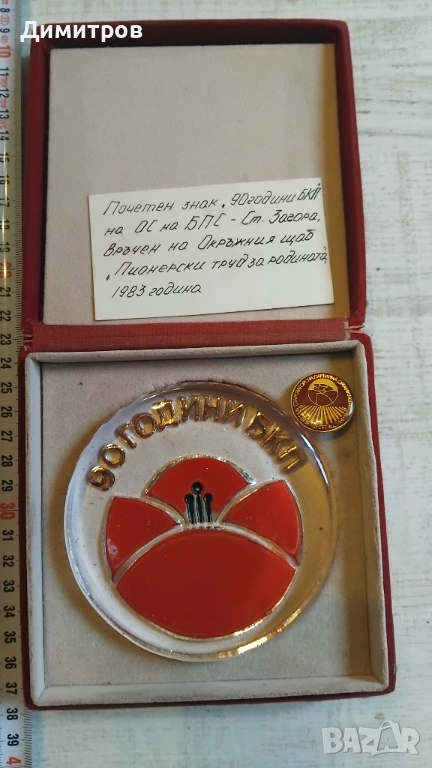 Димитров
Почетен знак „90 години БКП"
на ОС на БПС - Ст. Загора,
връчен на Окръжния щаб
„Пионерски труд за родината"
1983 година
90 ГОДИНИ БКП
BAZAR